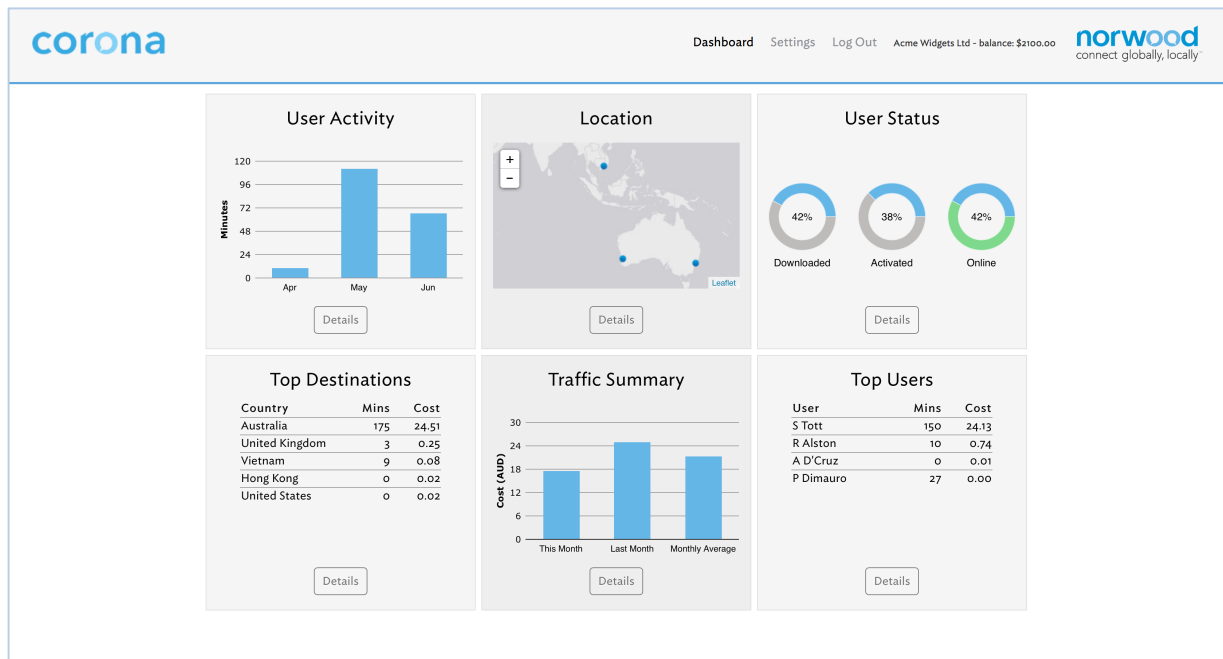 corona
Dashboard Settings Log Out Acme Widgets Ltd - balance: $2100.00
norwood
connect globally, locally™
User Activity
120
96
72
48
24
0
Minutes
Apr May Jun
Details
Location
+
−
Leaflet
Details
User Status
42% 38% 42%
Downloaded Activated Online
Details
Top Destinations
Country Mins Cost
Australia 175 24.51
United Kingdom 3 0.25
Vietnam 9 0.08
Hong Kong 0 0.02
United States 0 0.02
Details
Traffic Summary
30
24
18
12
6
0
Cost (AUD)
This Month Last Month Monthly Average
Details
Top Users
User Mins Cost
S Tott 150 24.13
R Alston 10 0.74
A D'Cruz 0 0.01
P Dimauro 27 0.00
Details